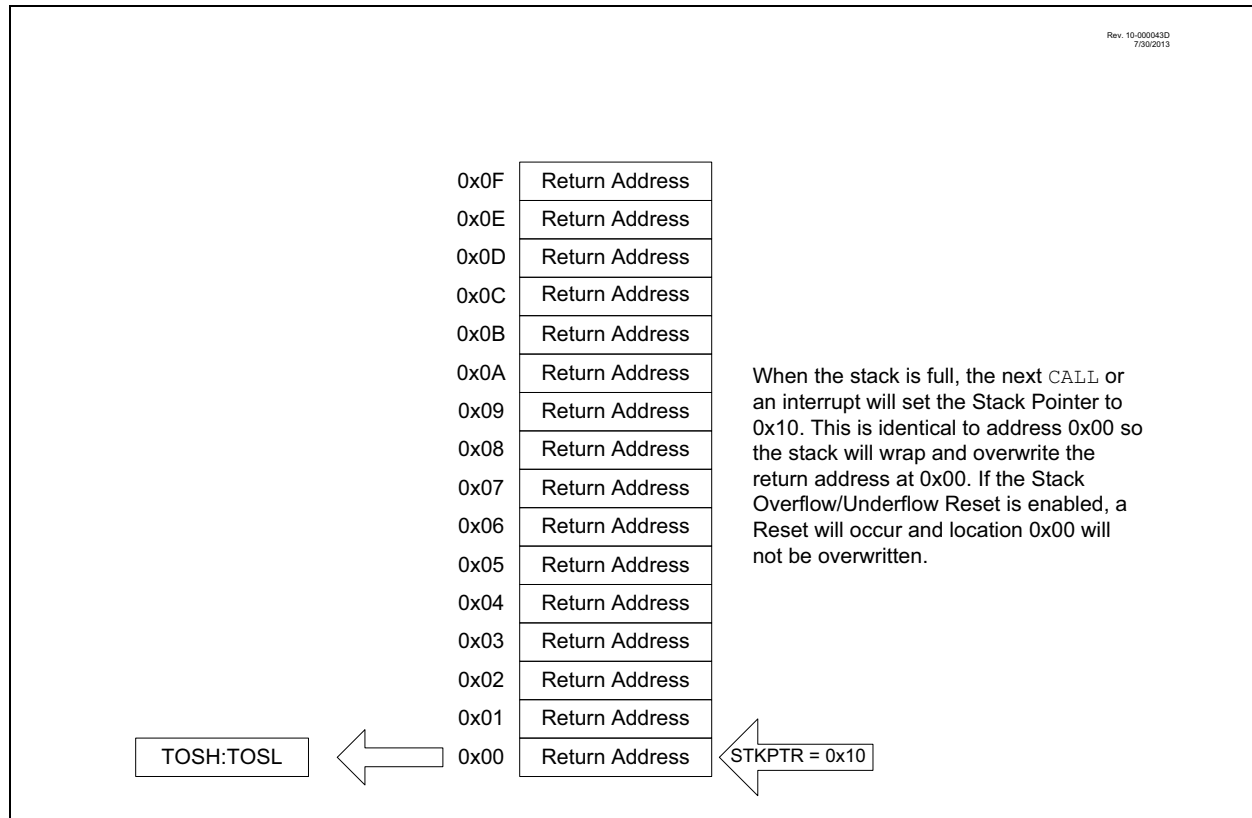 Rev. 10-000043D
7/30/2013
0x0F Return Address
0x0E Return Address
0x0D Return Address
0x0C Return Address
0x0B Return Address
0x0A Return Address
0x09 Return Address
0x08 Return Address
0x07 Return Address
0x06 Return Address
0x05 Return Address
0x04 Return Address
0x03 Return Address
0x02 Return Address
0x01 Return Address
TOSH:TOSL 0x00 Return Address STKPTR = 0x10
When the stack is full, the next CALL or
an interrupt will set the Stack Pointer to
0x10. This is identical to address 0x00 so
the stack will wrap and overwrite the
return address at 0x00. If the Stack
Overflow/Underflow Reset is enabled, a
Reset will occur and location 0x00 will
not be overwritten.